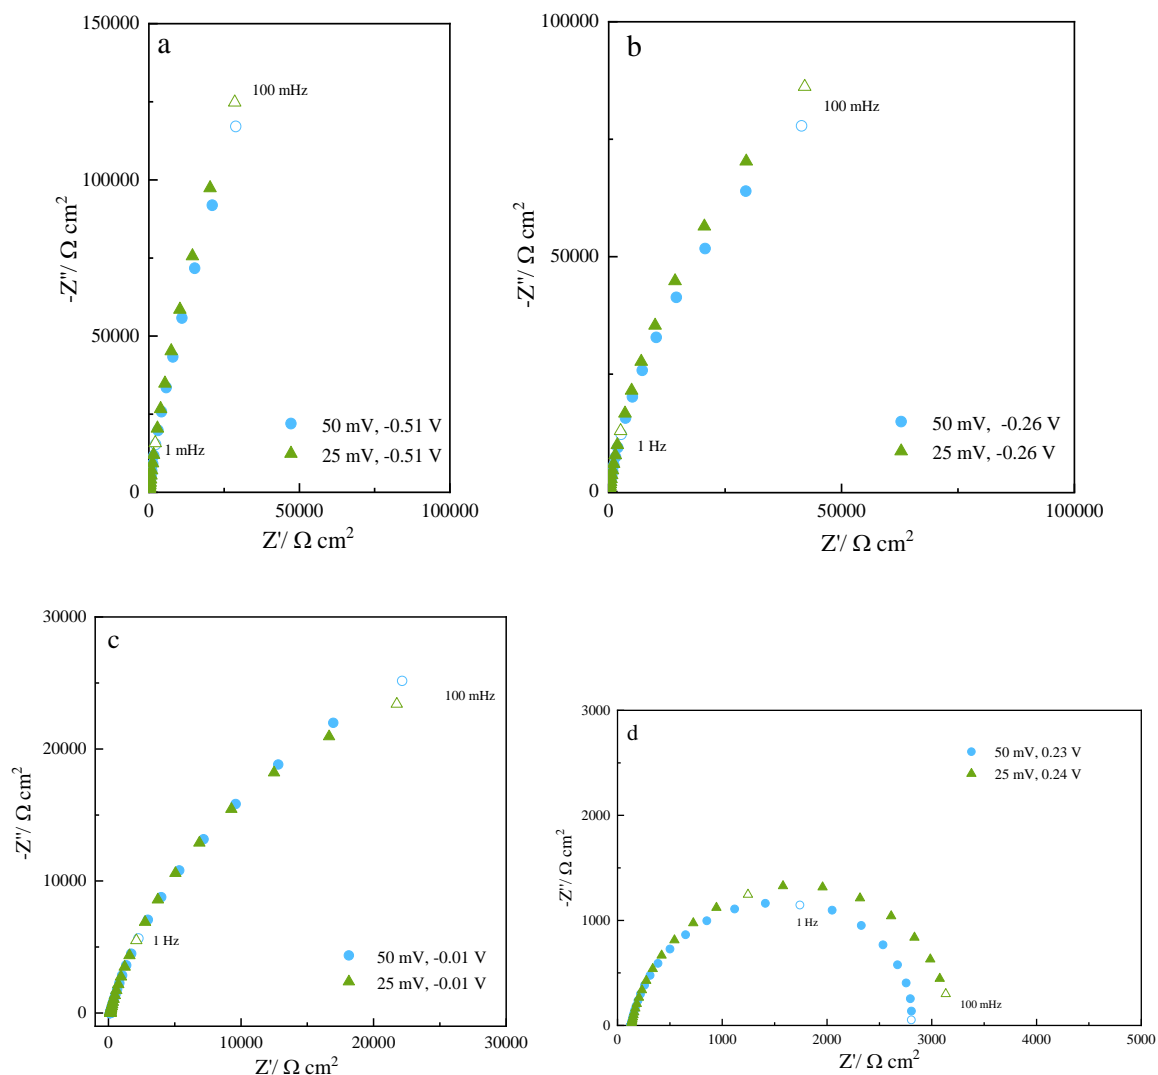 a
150000
100000
50000
0
-Z''/ Ω cm²
100 mHz
1 mHz
50 mV, -0.51 V
25 mV, -0.51 V
0 50000 100000
Z'/ Ω cm²
b
100000
50000
0
-Z''/ Ω cm²
100 mHz
1 Hz
50 mV, -0.26 V
25 mV, -0.26 V
0 50000 100000
Z'/ Ω cm²
c
30000
20000
10000
0
-Z''/ Ω cm²
100 mHz
1 Hz
50 mV, -0.01 V
25 mV, -0.01 V
0 10000 20000 30000
Z'/ Ω cm²
d
3000
2000
1000
0
-Z''/ Ω cm²
50 mV, 0.23 V
25 mV, 0.24 V
1 Hz
100 mHz
0 1000 2000 3000 4000 5000
Z'/ Ω cm²